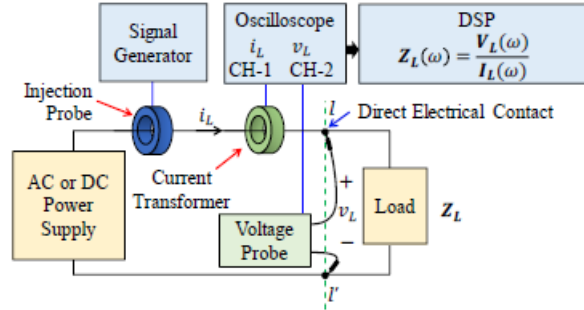 Signal
Generator
Oscilloscope
i_L v_L
CH-1 CH-2
DSP
Z_L(ω) = V_L(ω) / I_L(ω)
Injection
Probe
i_L
Current
Transformer
l
Direct Electrical Contact
AC or DC
Power
Supply
+
v_L
−
Voltage
Probe
Load
Z_L
l'